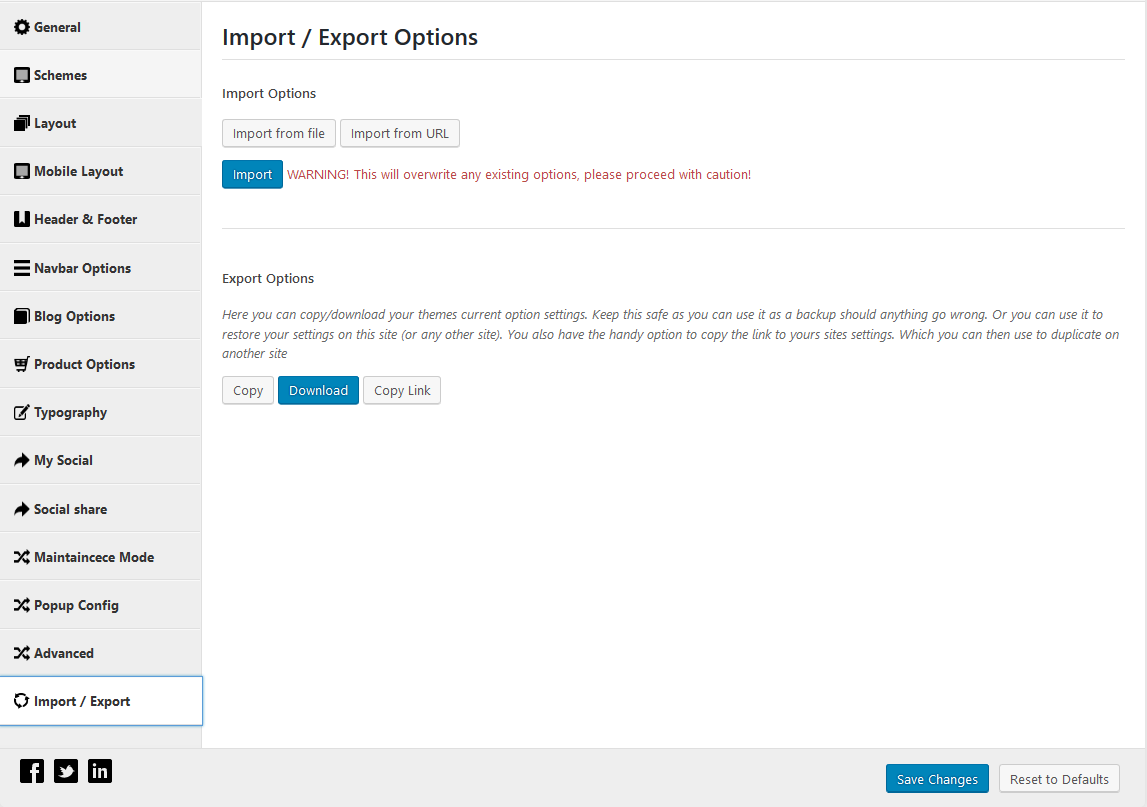 General
Schemes
Layout
Mobile Layout
Header & Footer
Navbar Options
Blog Options
Product Options
Typography
My Social
Social share
Maintaincece Mode
Popup Config
Advanced
Import / Export
Import / Export Options
Import Options
Import from file
Import from URL
Import
WARNING! This will overwrite any existing options, please proceed with caution!
Export Options
Here you can copy/download your themes current option settings. Keep this safe as you can use it as a backup should anything go wrong. Or you can use it to
restore your settings on this site (or any other site). You also have the handy option to copy the link to yours sites settings. Which you can then use to duplicate on
another site
Copy
Download
Copy Link
Save Changes
Reset to Defaults